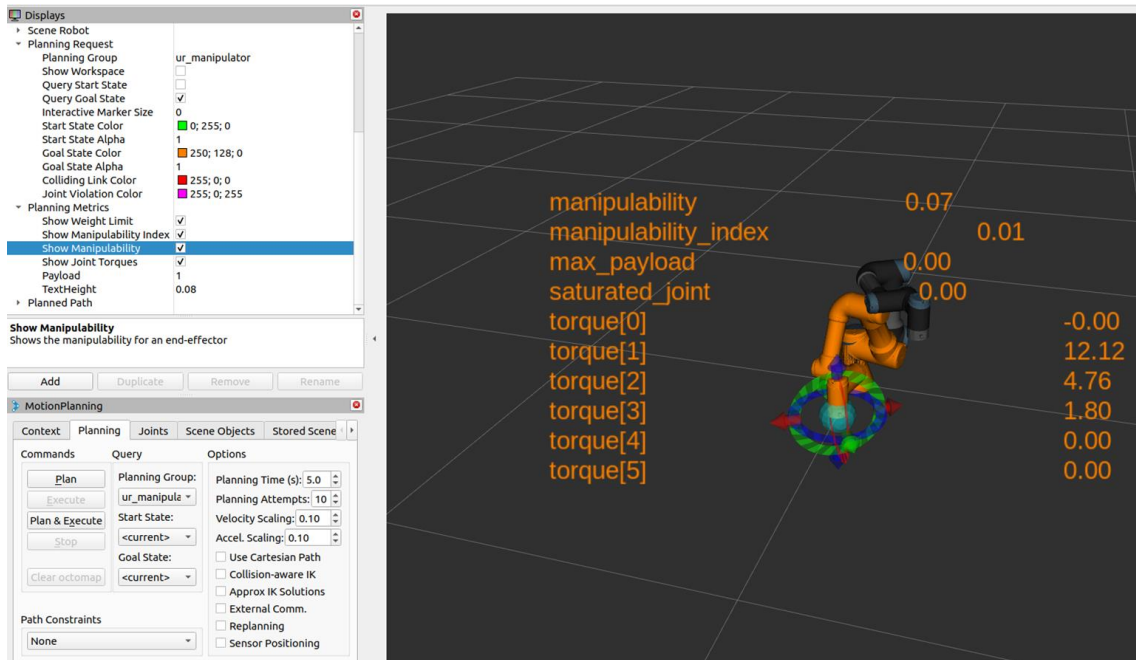 Displays
Scene Robot
Planning Request
Planning Group ur_manipulator
Show Workspace
Query Start State
Query Goal State
Interactive Marker Size 0
Start State Color 0; 255; 0
Start State Alpha 1
Goal State Color 250; 128; 0
Goal State Alpha 1
Colliding Link Color 255; 0; 0
Joint Violation Color 255; 0; 255
Planning Metrics
Show Weight Limit
Show Manipulability Index
Show Manipulability
Show Joint Torques
Payload 1
TextHeight 0.08
Planned Path
Show Manipulability
Shows the manipulability for an end-effector
Add Duplicate Remove Rename
MotionPlanning
Context Planning Joints Scene Objects Stored Scene
Commands Query Options
Plan Planning Group: Planning Time (s): 5.0
Execute ur_manipula Planning Attempts: 10
Plan & Execute Start State: Velocity Scaling: 0.10
Stop <current> Accel. Scaling: 0.10
Goal State: Use Cartesian Path
Clear octomap <current> Collision-aware IK
Approx IK Solutions
External Comm.
Path Constraints Replanning
None Sensor Positioning
manipulability 0.07
manipulability_index 0.01
max_payload 0.00
saturated_joint 0.00
torque[0] -0.00
torque[1] 12.12
torque[2] 4.76
torque[3] 1.80
torque[4] 0.00
torque[5] 0.00